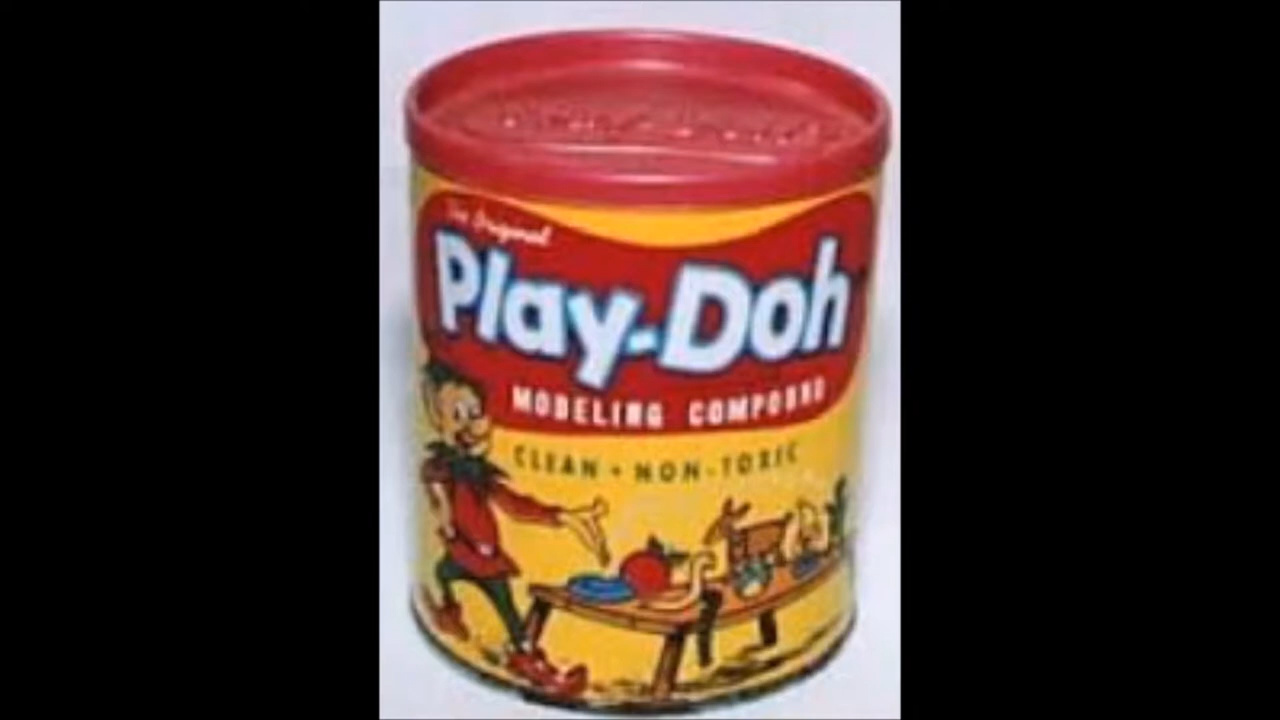 The Original
Play-Doh
MODELING COMPOUND
CLEAN • NON-TOXIC